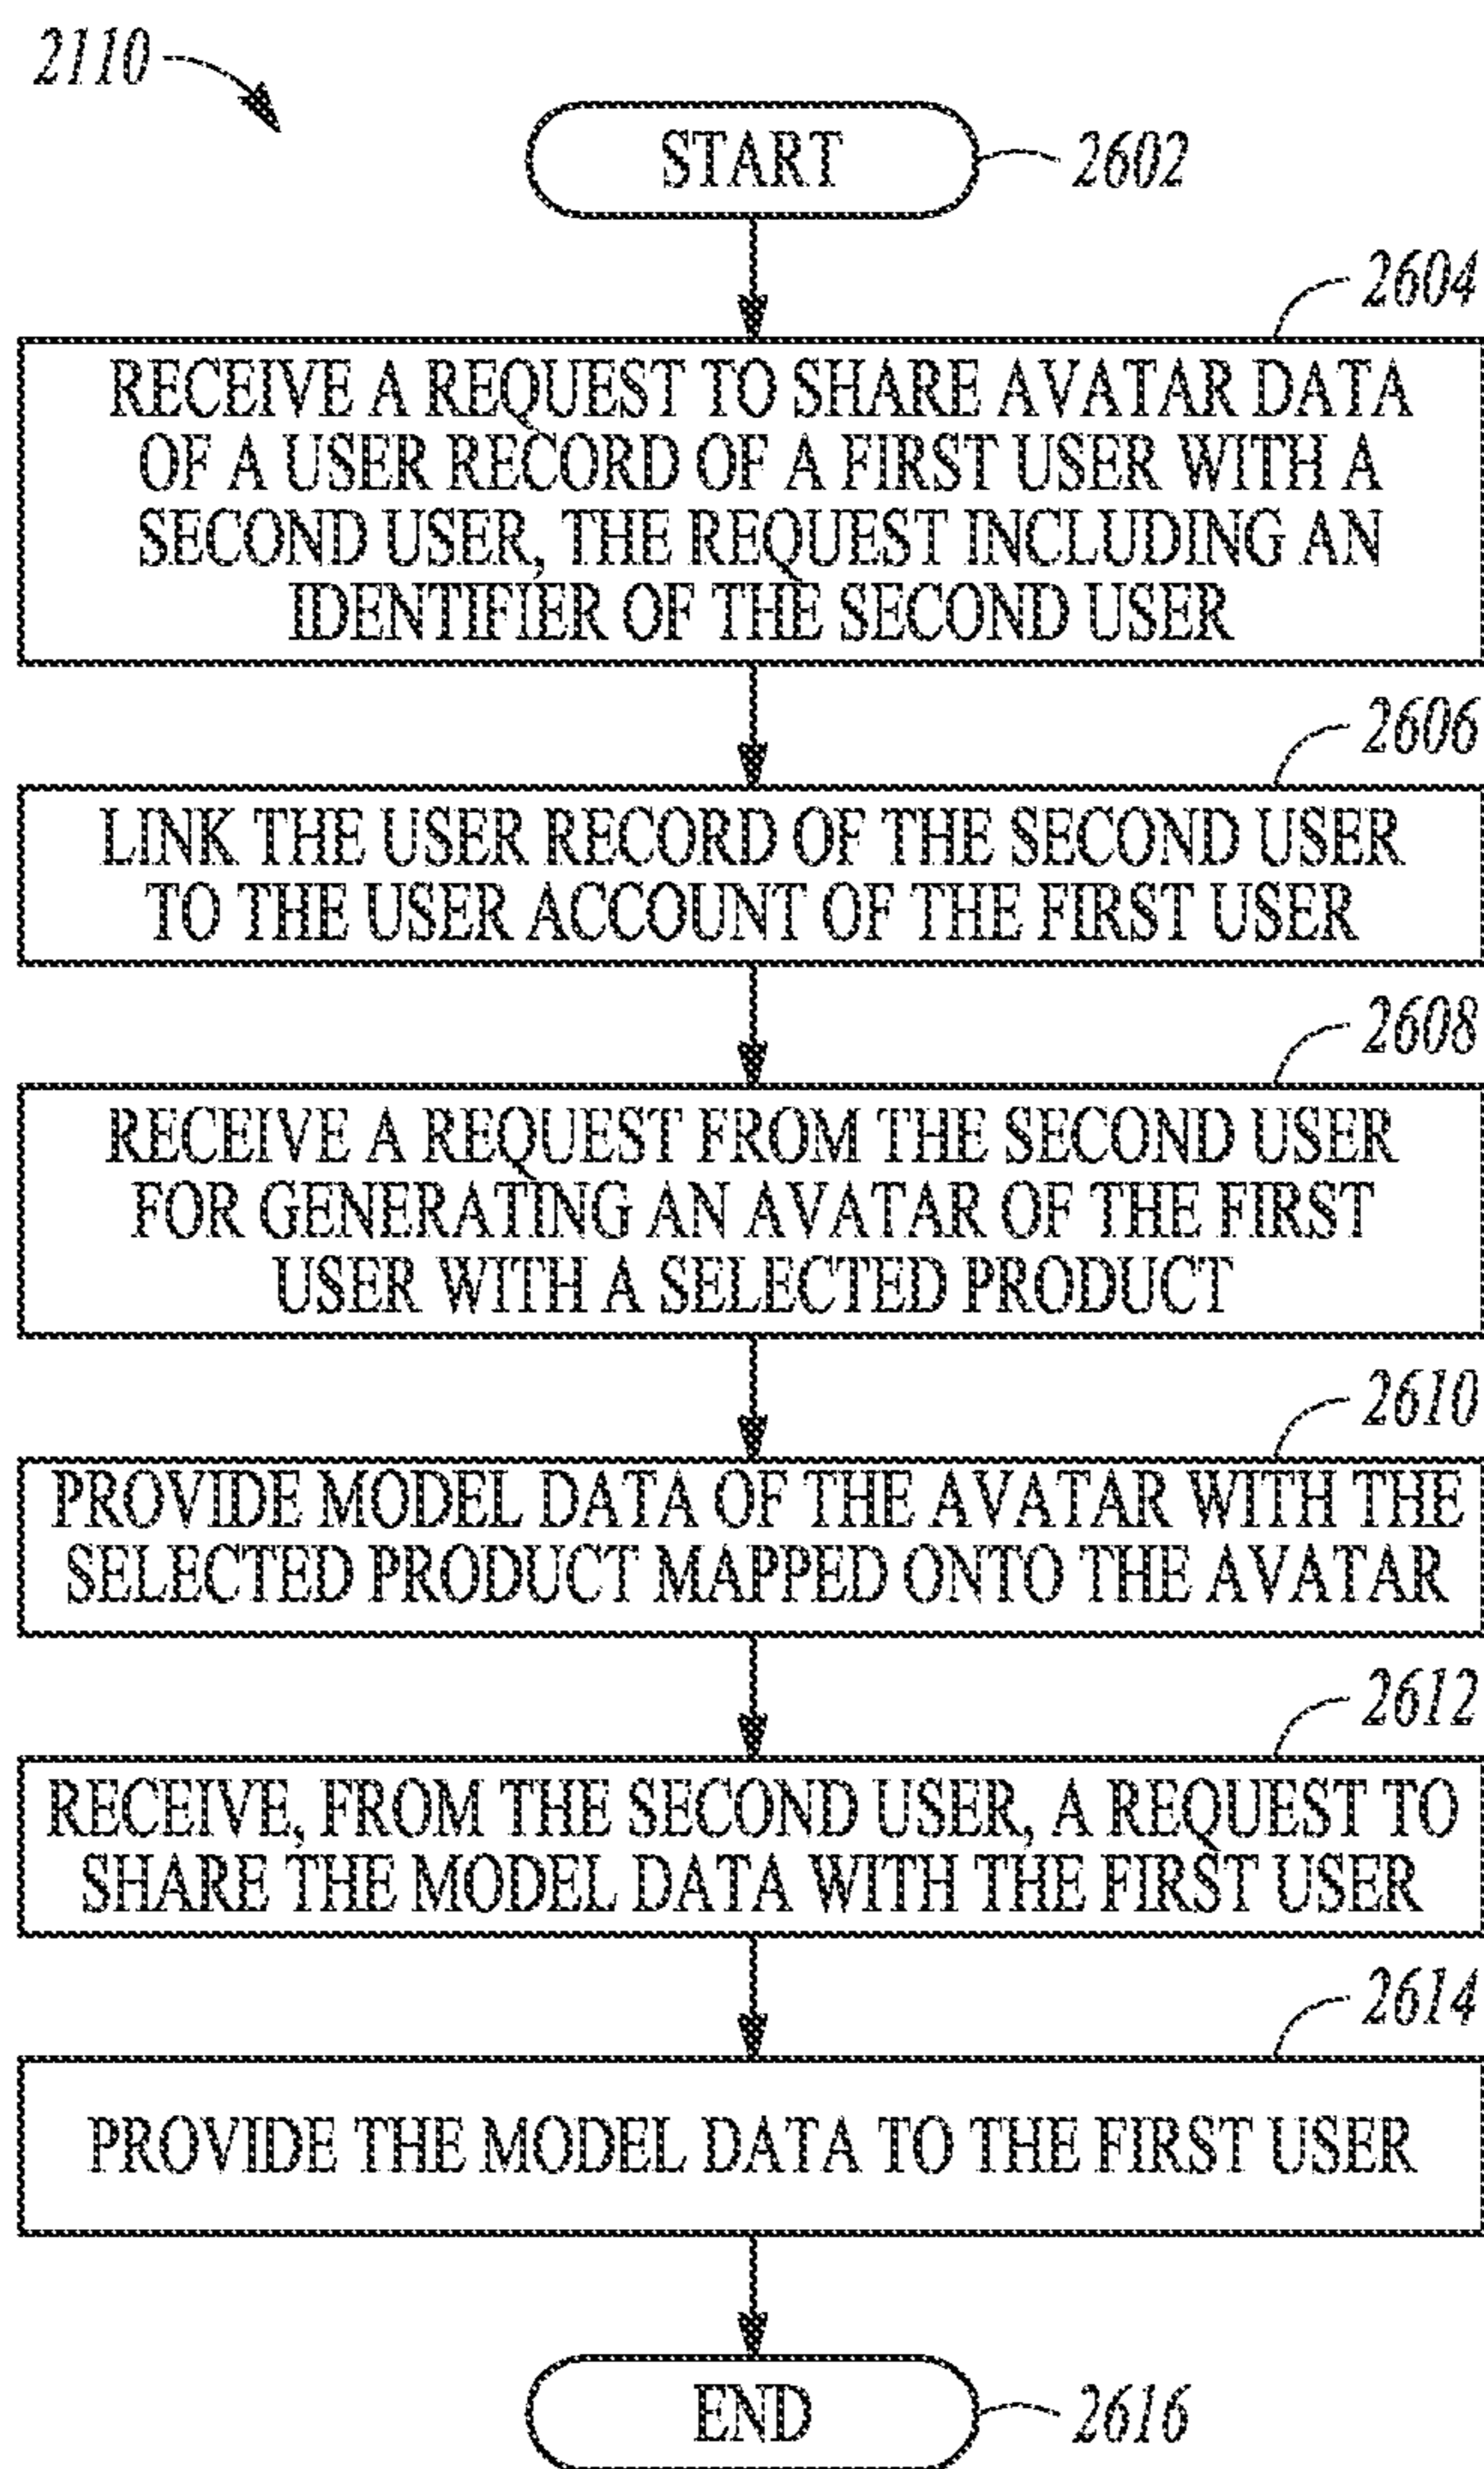 2110
START
2602
2604
RECEIVE A REQUEST TO SHARE AVATAR DATA
OF A USER RECORD OF A FIRST USER WITH A
SECOND USER, THE REQUEST INCLUDING AN
IDENTIFIER OF THE SECOND USER
2606
LINK THE USER RECORD OF THE SECOND USER
TO THE USER ACCOUNT OF THE FIRST USER
2608
RECEIVE A REQUEST FROM THE SECOND USER
FOR GENERATING AN AVATAR OF THE FIRST
USER WITH A SELECTED PRODUCT
2610
PROVIDE MODEL DATA OF THE AVATAR WITH THE
SELECTED PRODUCT MAPPED ONTO THE AVATAR
2612
RECEIVE, FROM THE SECOND USER, A REQUEST TO
SHARE THE MODEL DATA WITH THE FIRST USER
2614
PROVIDE THE MODEL DATA TO THE FIRST USER
END
2616